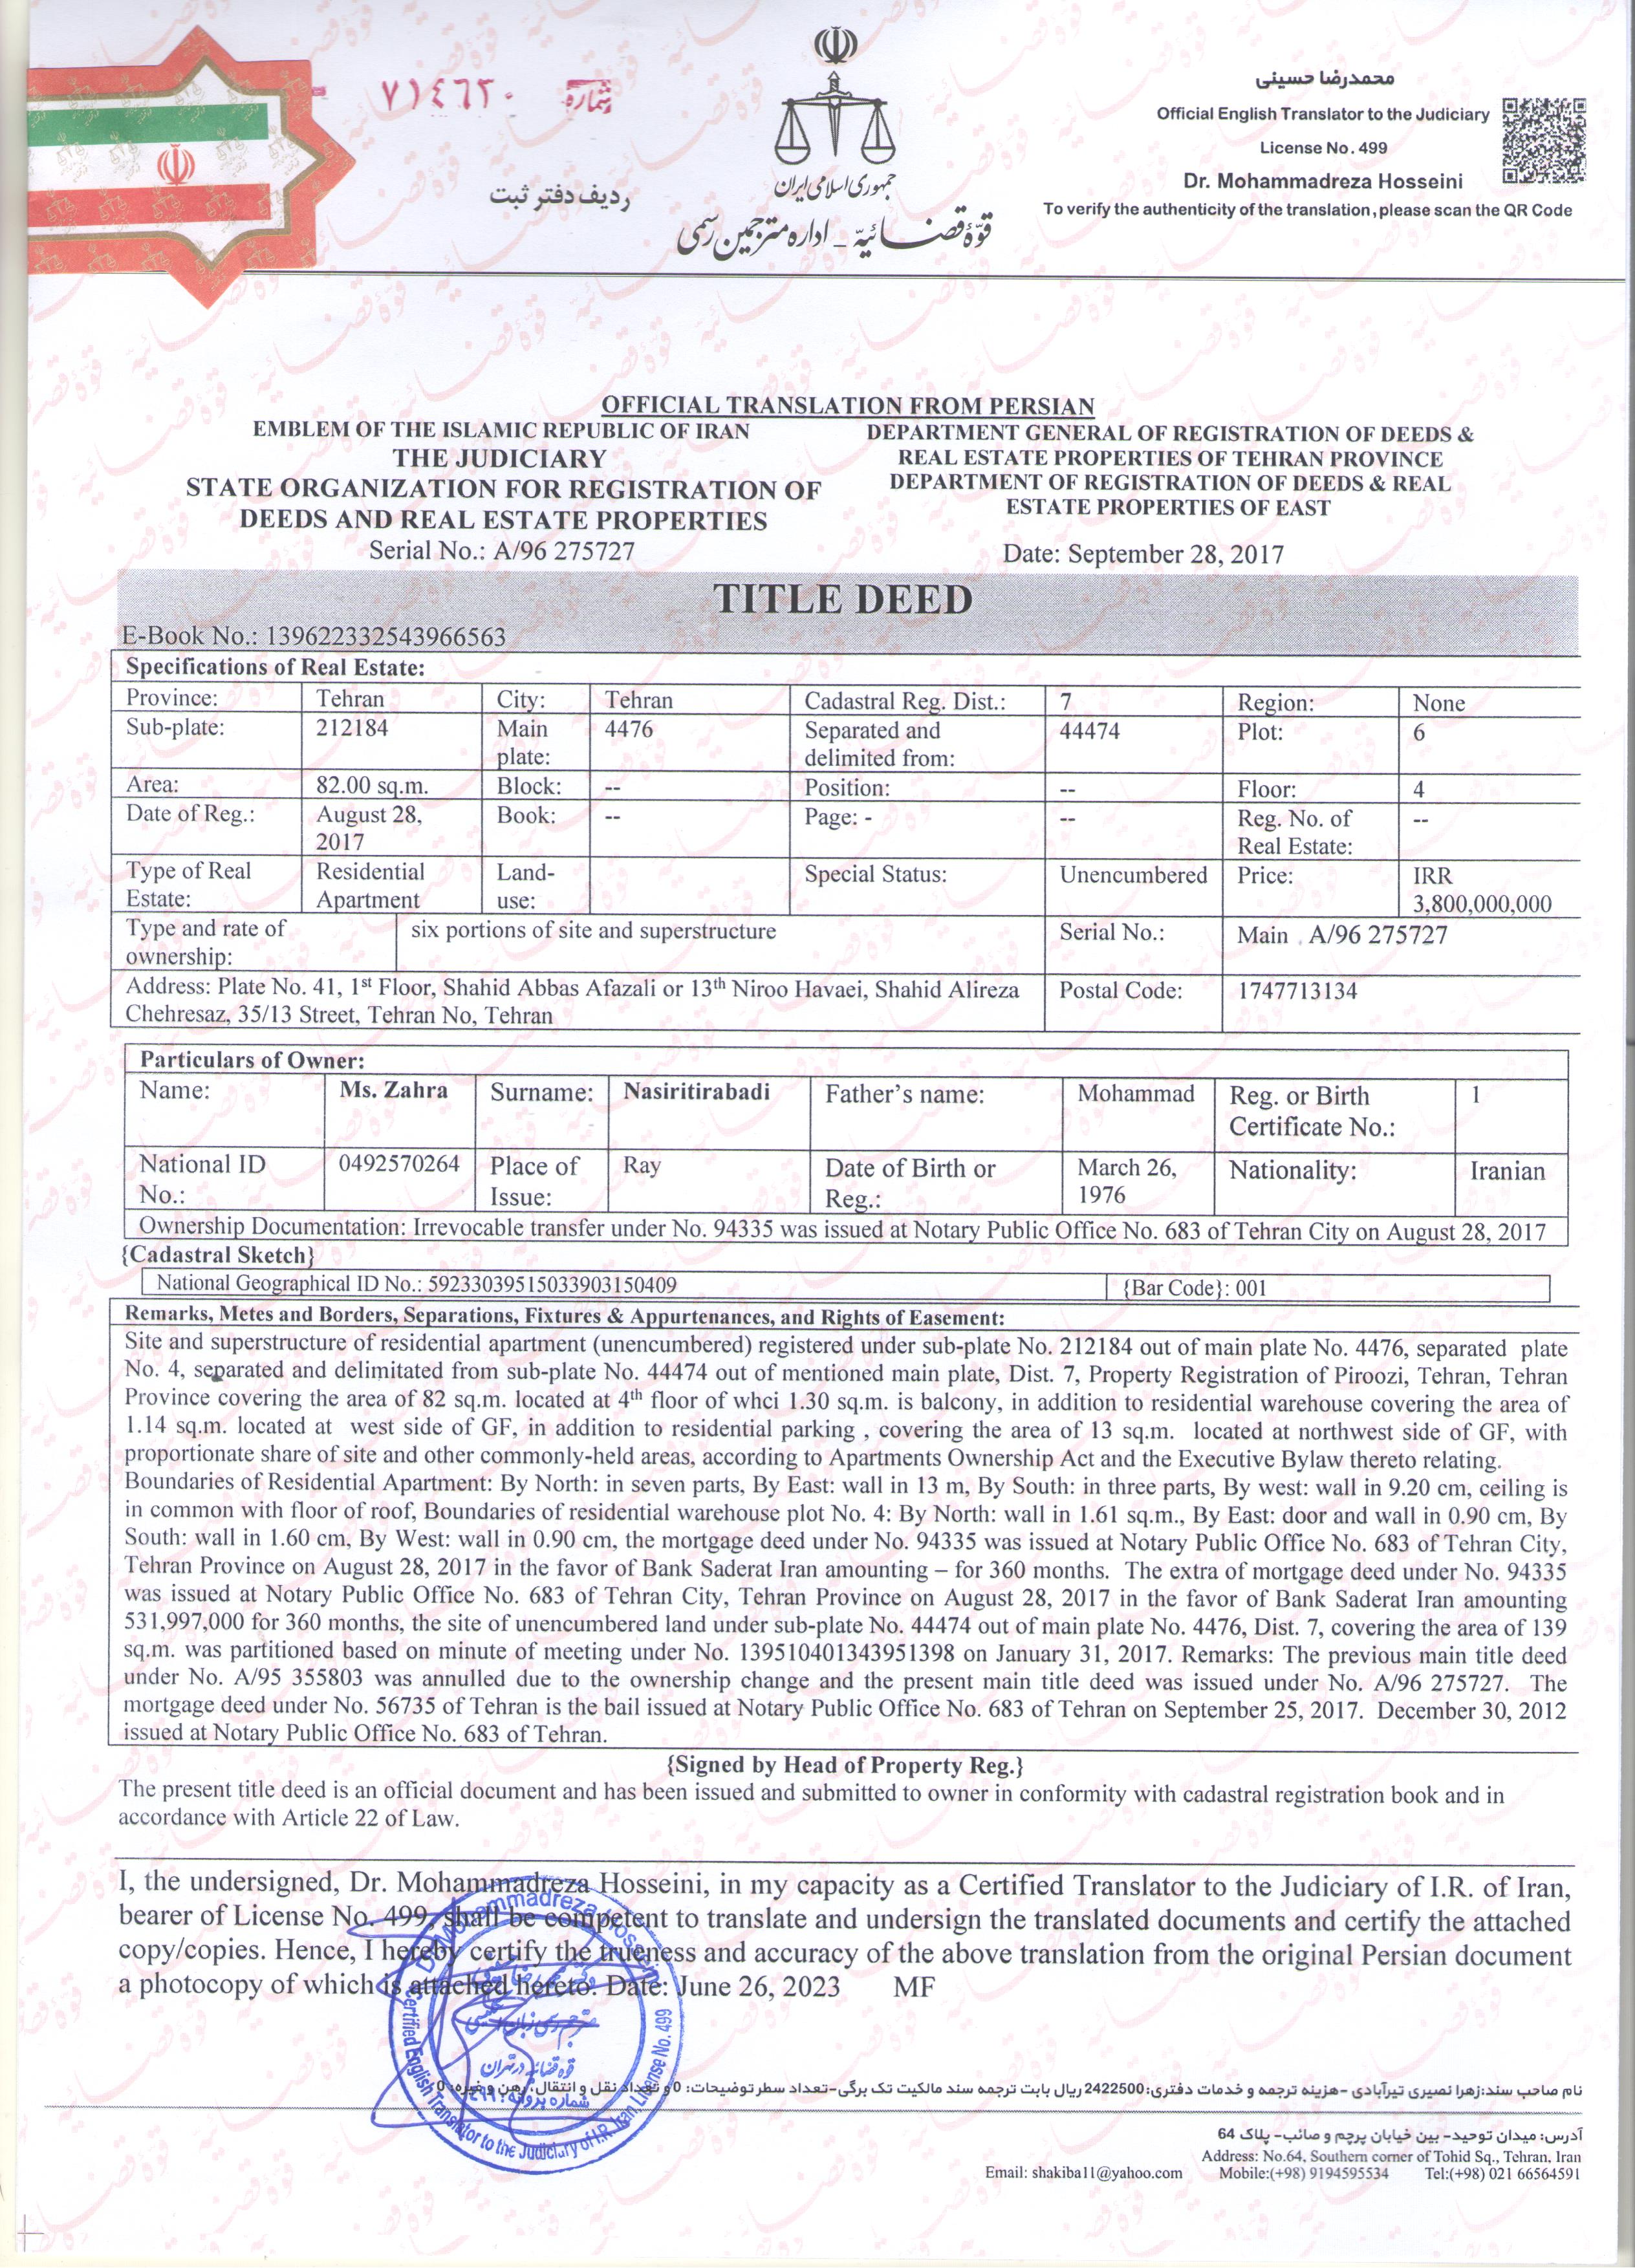 شماره ۷۱٤٦٢٠
ردیف دفتر ثبت
جمهوری اسلامی ایران
قوّه قضائیّه _ اداره مترجمین رسمی
محمدرضا حسینی
Official English Translator to the Judiciary
License No. 499
Dr. Mohammadreza Hosseini
To verify the authenticity of the translation, please scan the QR Code
OFFICIAL TRANSLATION FROM PERSIAN
EMBLEM OF THE ISLAMIC REPUBLIC OF IRAN
THE JUDICIARY
STATE ORGANIZATION FOR REGISTRATION OF
DEEDS AND REAL ESTATE PROPERTIES
Serial No.: A/96 275727
DEPARTMENT GENERAL OF REGISTRATION OF DEEDS &
REAL ESTATE PROPERTIES OF TEHRAN PROVINCE
DEPARTMENT OF REGISTRATION OF DEEDS & REAL
ESTATE PROPERTIES OF EAST
Date: September 28, 2017
TITLE DEED
E-Book No.: 139622332543966563
Specifications of Real Estate:
Province: Tehran City: Tehran Cadastral Reg. Dist.: 7 Region: None
Sub-plate: 212184 Main plate: 4476 Separated and delimited from: 44474 Plot: 6
Area: 82.00 sq.m. Block: -- Position: -- Floor: 4
Date of Reg.: August 28, 2017 Book: -- Page: - -- Reg. No. of Real Estate: --
Type of Real Estate: Residential Apartment Land-use: Special Status: Unencumbered Price: IRR 3,800,000,000
Type and rate of ownership: six portions of site and superstructure Serial No.: Main A/96 275727
Address: Plate No. 41, 1st Floor, Shahid Abbas Afazali or 13th Niroo Havaei, Shahid Alireza
Chehresaz, 35/13 Street, Tehran No, Tehran
Postal Code: 1747713134
Particulars of Owner:
Name: Ms. Zahra Surname: Nasiritirabadi Father's name: Mohammad Reg. or Birth Certificate No.: 1
National ID No.: 0492570264 Place of Issue: Ray Date of Birth or Reg.: March 26, 1976 Nationality: Iranian
Ownership Documentation: Irrevocable transfer under No. 94335 was issued at Notary Public Office No. 683 of Tehran City on August 28, 2017
{Cadastral Sketch}
National Geographical ID No.: 59233039515033903150409 {Bar Code}: 001
Remarks, Metes and Borders, Separations, Fixtures & Appurtenances, and Rights of Easement:
Site and superstructure of residential apartment (unencumbered) registered under sub-plate No. 212184 out of main plate No. 4476, separated plate
No. 4, separated and delimitated from sub-plate No. 44474 out of mentioned main plate, Dist. 7, Property Registration of Piroozi, Tehran, Tehran
Province covering the area of 82 sq.m. located at 4th floor of whci 1.30 sq.m. is balcony, in addition to residential warehouse covering the area of
1.14 sq.m. located at west side of GF, in addition to residential parking , covering the area of 13 sq.m. located at northwest side of GF, with
proportionate share of site and other commonly-held areas, according to Apartments Ownership Act and the Executive Bylaw thereto relating.
Boundaries of Residential Apartment: By North: in seven parts, By East: wall in 13 m, By South: in three parts, By west: wall in 9.20 cm, ceiling is
in common with floor of roof, Boundaries of residential warehouse plot No. 4: By North: wall in 1.61 sq.m., By East: door and wall in 0.90 cm, By
South: wall in 1.60 cm, By West: wall in 0.90 cm, the mortgage deed under No. 94335 was issued at Notary Public Office No. 683 of Tehran City,
Tehran Province on August 28, 2017 in the favor of Bank Saderat Iran amounting – for 360 months. The extra of mortgage deed under No. 94335
was issued at Notary Public Office No. 683 of Tehran City, Tehran Province on August 28, 2017 in the favor of Bank Saderat Iran amounting
531,997,000 for 360 months, the site of unencumbered land under sub-plate No. 44474 out of main plate No. 4476, Dist. 7, covering the area of 139
sq.m. was partitioned based on minute of meeting under No. 139510401343951398 on January 31, 2017. Remarks: The previous main title deed
under No. A/95 355803 was annulled due to the ownership change and the present main title deed was issued under No. A/96 275727. The
mortgage deed under No. 56735 of Tehran is the bail issued at Notary Public Office No. 683 of Tehran on September 25, 2017. December 30, 2012
issued at Notary Public Office No. 683 of Tehran.
{Signed by Head of Property Reg.}
The present title deed is an official document and has been issued and submitted to owner in conformity with cadastral registration book and in
accordance with Article 22 of Law.
I, the undersigned, Dr. Mohammadreza Hosseini, in my capacity as a Certified Translator to the Judiciary of I.R. of Iran,
bearer of License No. 499, shall be competent to translate and undersign the translated documents and certify the attached
copy/copies. Hence, I hereby certify the trueness and accuracy of the above translation from the original Persian document
a photocopy of which is attached hereto. Date: June 26, 2023 MF
Dr. Mohammadreza Hosseini
Certified English Translator to the Judiciary of I.R. Iran, License No. 499
قوه قضائیه در تهران
شماره پروانه: ۴۹۹
نام صاحب سند: زهرا نصیری تیرآبادی -هزینه ترجمه و خدمات دفتری: 2422500 ریال بابت ترجمه سند مالکیت تک برگی-تعداد سطر توضیحات: 0 و تعداد نقل و انتقال، رهن و غیره: 0
آدرس: میدان توحید- بین خیابان پرچم و صائب- پلاک 64
Address: No.64, Southern corner of Tohid Sq., Tehran, Iran
Email: shakiba11@yahoo.com Mobile:(+98) 9194595534 Tel:(+98) 021 66564591